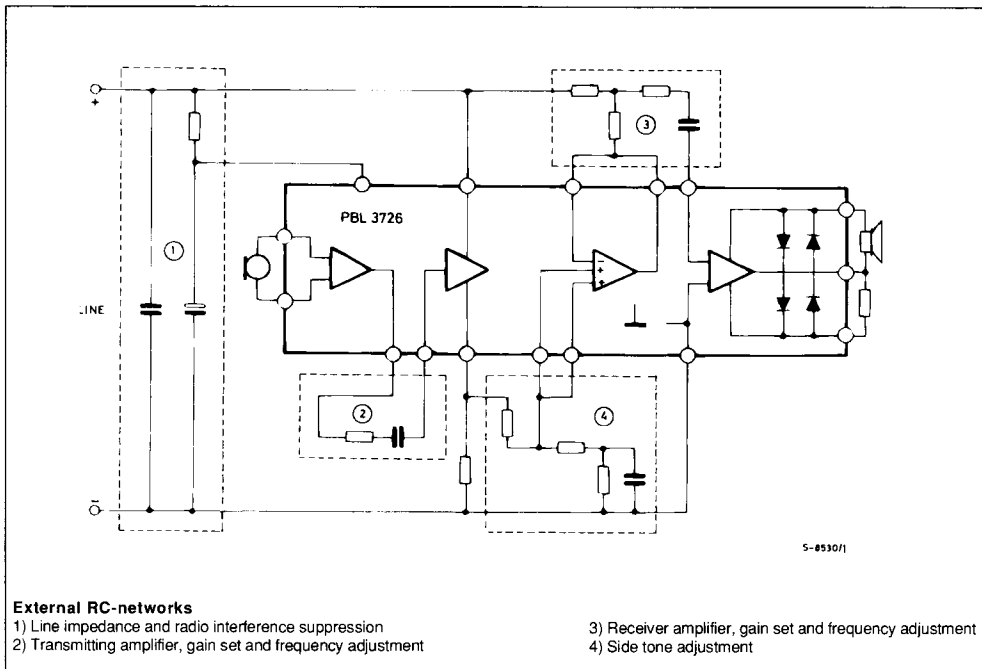 +
3
PBL 3726
1
-
+
+
LINE
2
4
-
S-8530/1
External RC-networks
1) Line impedance and radio interference suppression
2) Transmitting amplifier, gain set and frequency adjustment
3) Receiver amplifier, gain set and frequency adjustment
4) Side tone adjustment